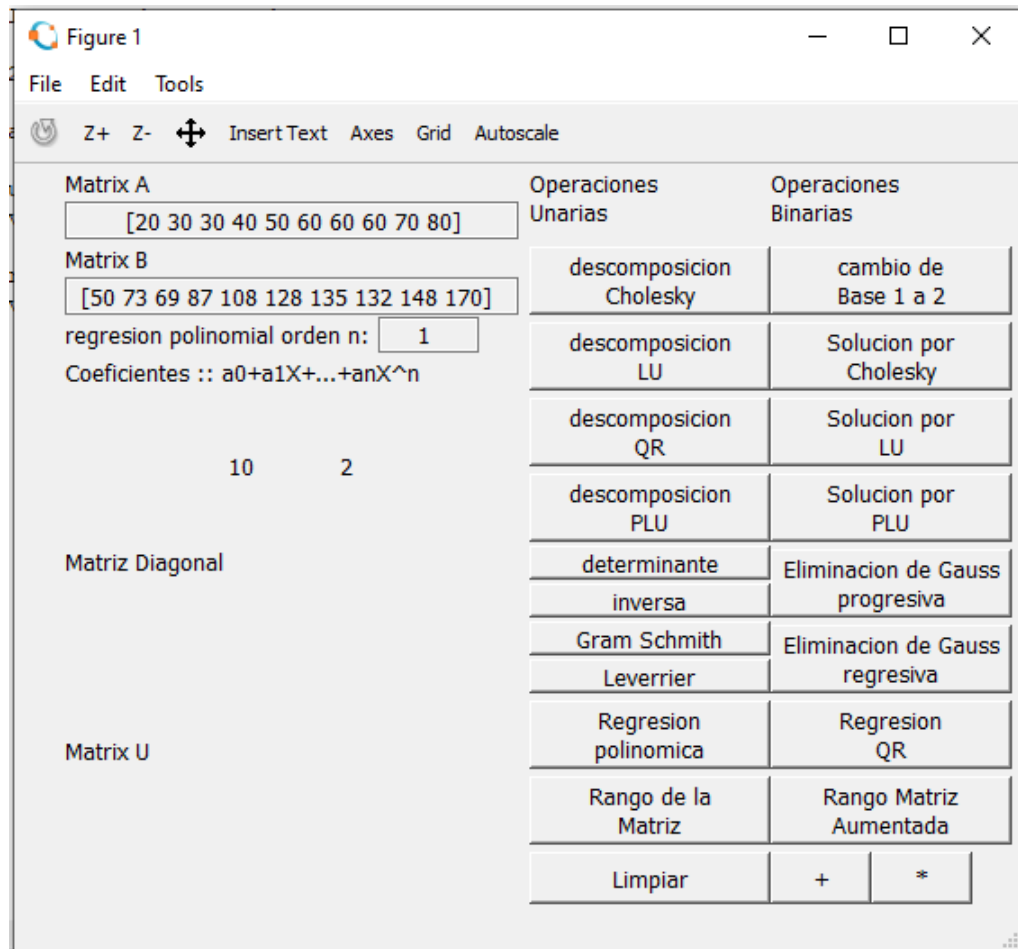 Figure 1
File Edit Tools
Z+ Z- Insert Text Axes Grid Autoscale
Matrix A
[20 30 30 40 50 60 60 60 70 80]
Matrix B
[50 73 69 87 108 128 135 132 148 170]
regresion polinomial orden n: 1
Coeficientes :: a0+a1X+...+anX^n
10 2
Matriz Diagonal
Matrix U
Operaciones
Unarias
descomposicion
Cholesky
descomposicion
LU
descomposicion
QR
descomposicion
PLU
determinante
inversa
Gram Schmith
Leverrier
Regresion
polinomica
Rango de la
Matriz
Limpiar
Operaciones
Binarias
cambio de
Base 1 a 2
Solucion por
Cholesky
Solucion por
LU
Solucion por
PLU
Eliminacion de Gauss
progresiva
Eliminacion de Gauss
regresiva
Regresion
QR
Rango Matriz
Aumentada
+ *